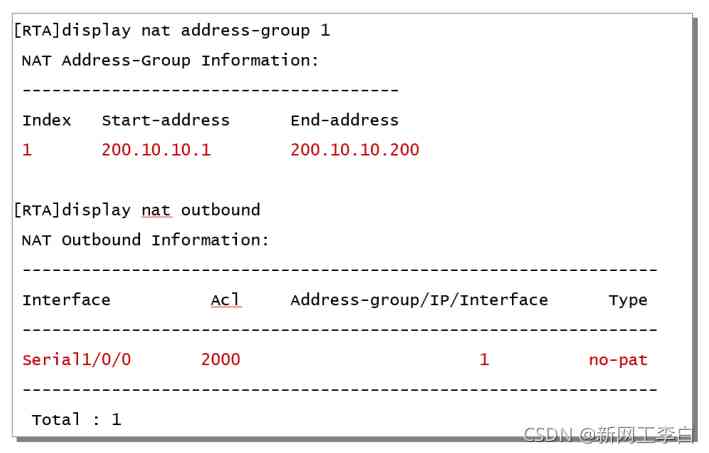 [RTA]display nat address-group 1
NAT Address-Group Information:
--------------------------------------
Index   Start-address      End-address
1       200.10.10.1        200.10.10.200
[RTA]display nat outbound
NAT Outbound Information:
----------------------------------------------------------------
Interface          Acl     Address-group/IP/Interface      Type
----------------------------------------------------------------
Serial1/0/0       2000                        1          no-pat
----------------------------------------------------------------
Total : 1
CSDN @新网工李白